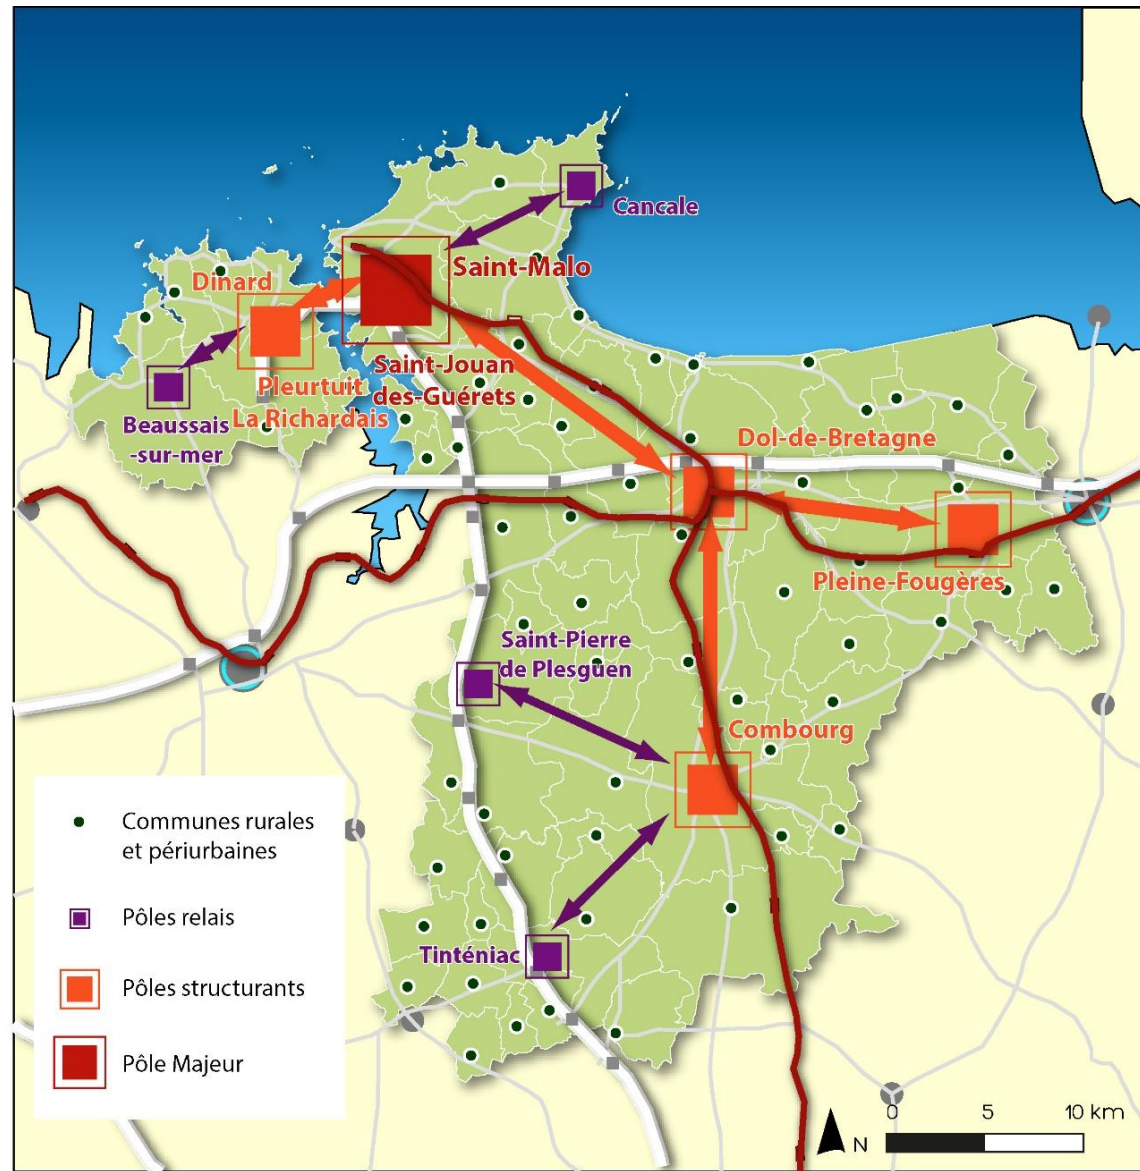 Cancale
Saint-Malo
Dinard
Saint-Jouan
des-Guérets
Pleurtuit
La Richardais
Beaussais
-sur-mer
Dol-de-Bretagne
Pleine-Fougères
Saint-Pierre
de Plesguen
Combourg
Tinténiac
Communes rurales
et périurbaines
Pôles relais
Pôles structurants
Pôle Majeur
N
0 5 10 km